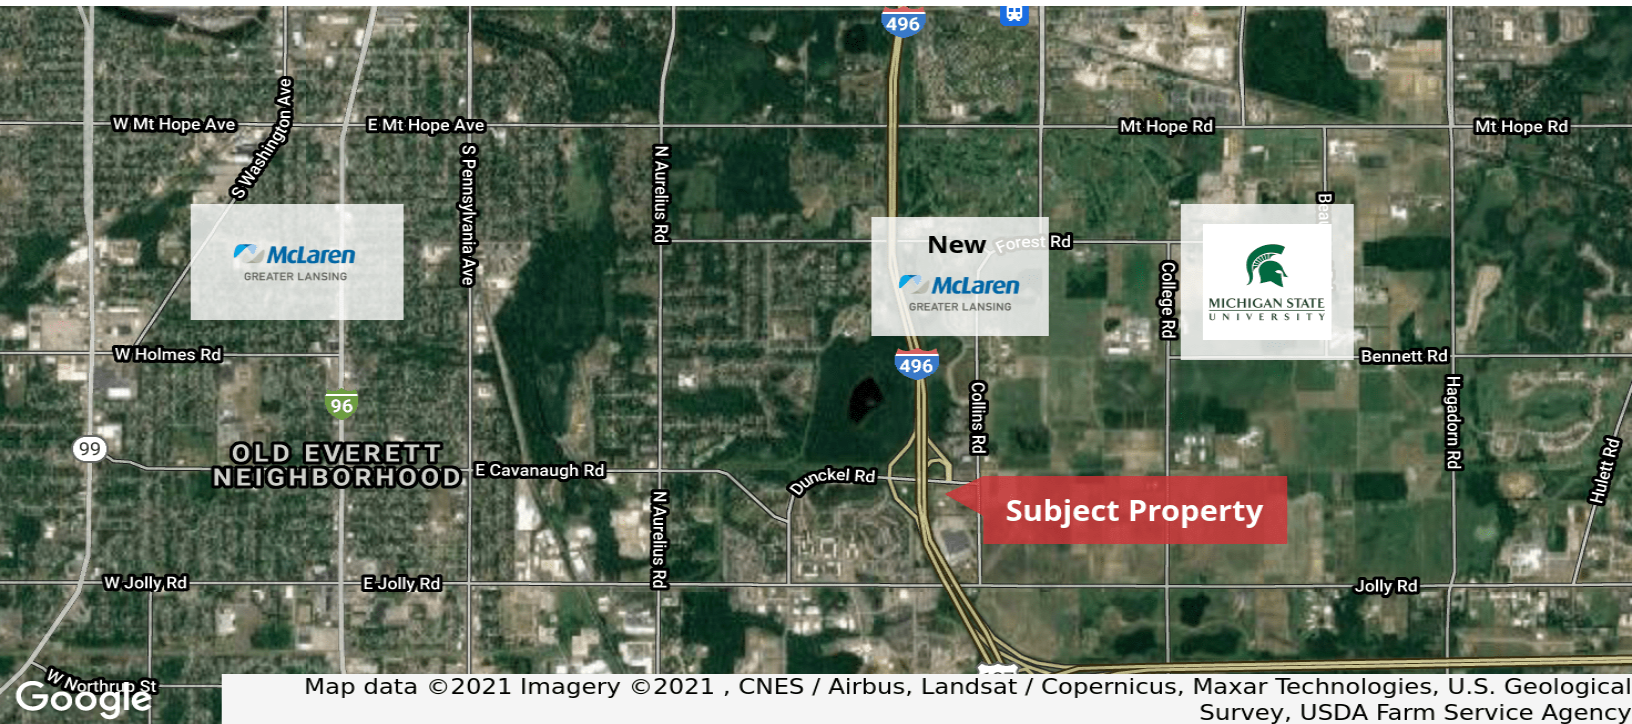 496
W Mt Hope Ave
E Mt Hope Ave
Mt Hope Rd
Mt Hope Rd
S Washington Ave
S Pennsylvania Ave
N Aurelius Rd
McLaren
GREATER LANSING
New
Forest Rd
McLaren
GREATER LANSING
Beau
MICHIGAN STATE
UNIVERSITY
College Rd
W Holmes Rd
496
Bennett Rd
96
Collins Rd
Hagadorn Rd
99
OLD EVERETT
NEIGHBORHOOD
E Cavanaugh Rd
Dunckel Rd
Hulett Rd
Subject Property
N Aurelius Rd
W Jolly Rd
E Jolly Rd
Jolly Rd
W Northrup St
Google
Map data ©2021 Imagery ©2021 , CNES / Airbus, Landsat / Copernicus, Maxar Technologies, U.S. Geological
Survey, USDA Farm Service Agency